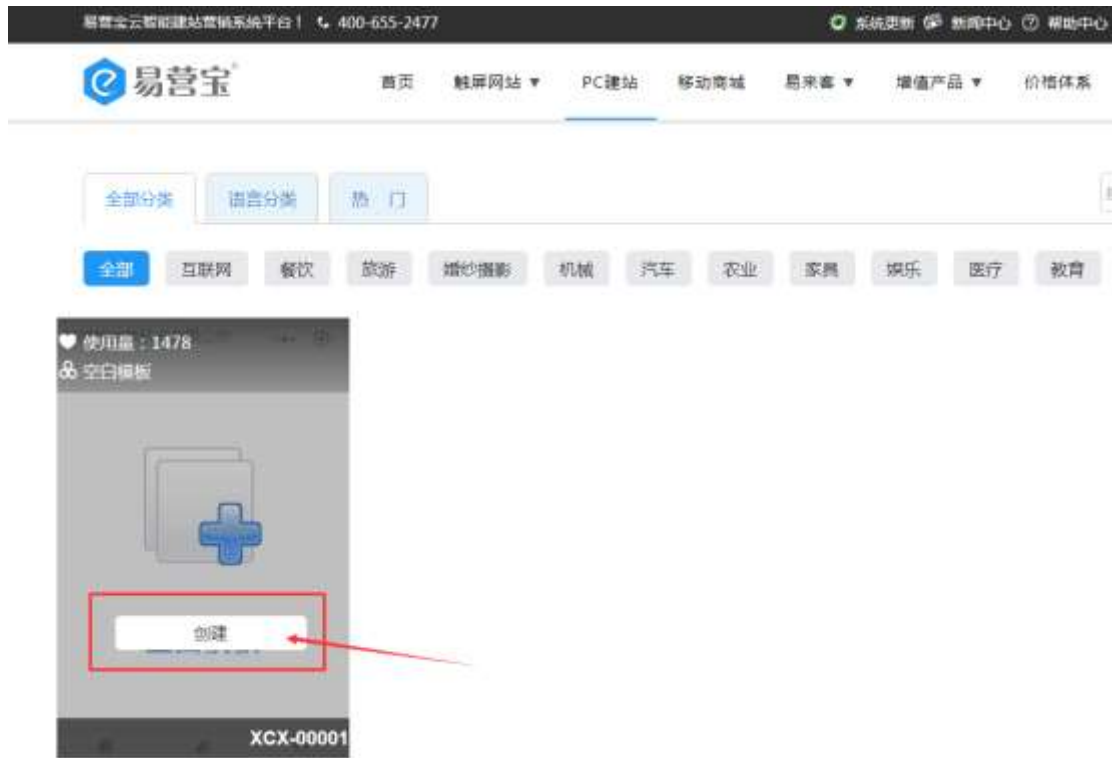 易营宝云智能建站营销系统平台！ 400-655-2477 系统更新 新闻中心 帮助中心
易营宝 首页 触屏网站 PC建站 移动商城 易来客 增值产品 价格体系
全部分类 语言分类 热 门
全部 互联网 餐饮 旅游 婚纱摄影 机械 汽车 农业 家具 娱乐 医疗 教育
使用量：1478
空白模板
创建
XCX-00001